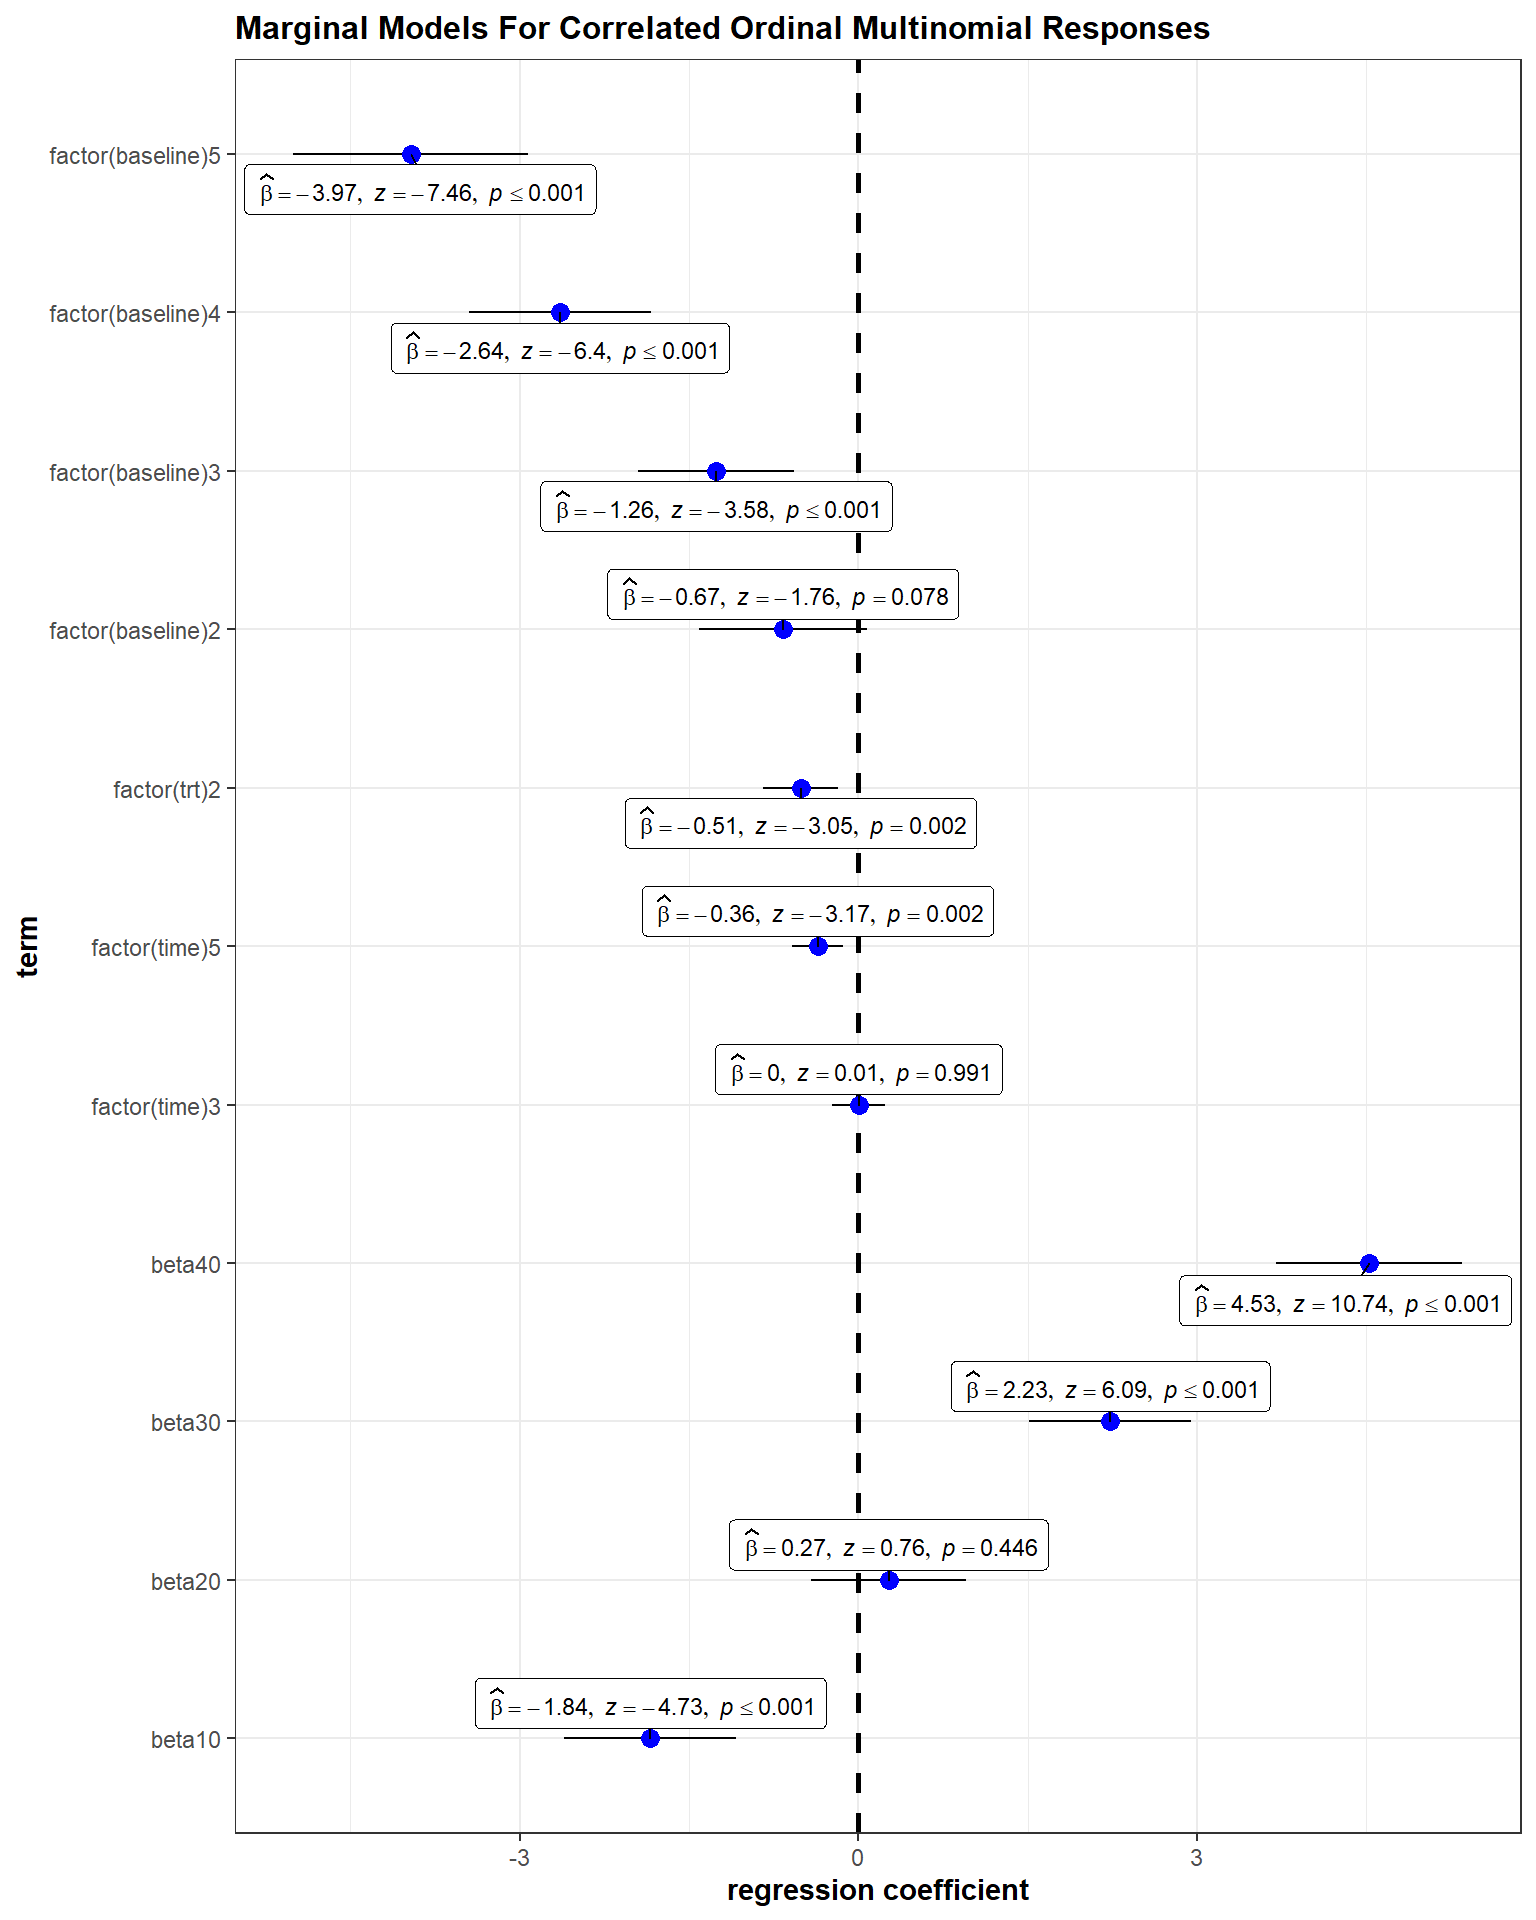 Marginal Models For Correlated Ordinal Multinomial Responses
factor(baseline)5
β̂ = −3.97, z = −7.46, p ≤ 0.001
factor(baseline)4
β̂ = −2.64, z = −6.4, p ≤ 0.001
factor(baseline)3
β̂ = −1.26, z = −3.58, p ≤ 0.001
β̂ = −0.67, z = −1.76, p = 0.078
factor(baseline)2
factor(trt)2
β̂ = −0.51, z = −3.05, p = 0.002
β̂ = −0.36, z = −3.17, p = 0.002
term
factor(time)5
β̂ = 0, z = 0.01, p = 0.991
factor(time)3
beta40
β̂ = 4.53, z = 10.74, p ≤ 0.001
β̂ = 2.23, z = 6.09, p ≤ 0.001
beta30
β̂ = 0.27, z = 0.76, p = 0.446
beta20
β̂ = −1.84, z = −4.73, p ≤ 0.001
beta10
-3 0 3
regression coefficient